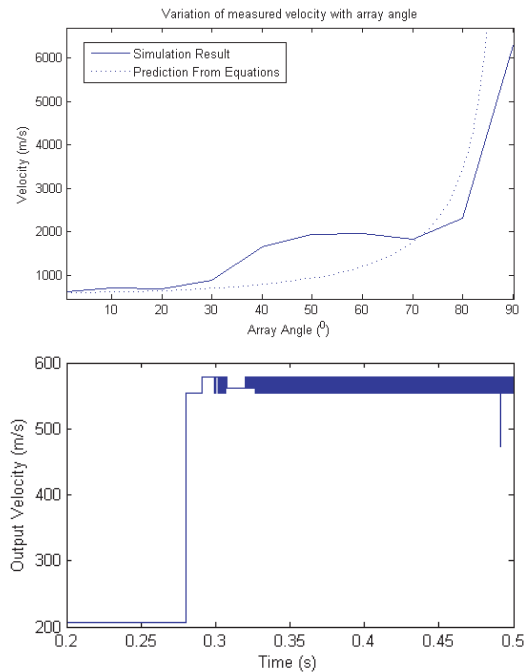 Variation of measured velocity with array angle
Simulation Result
Prediction From Equations
6000
5000
4000
3000
2000
1000
Velocity (m/s)
10 20 30 40 50 60 70 80 90
Array Angle (⁰)
600
500
400
300
200
Output Velocity (m/s)
0.2 0.25 0.3 0.35 0.4 0.45 0.5
Time (s)